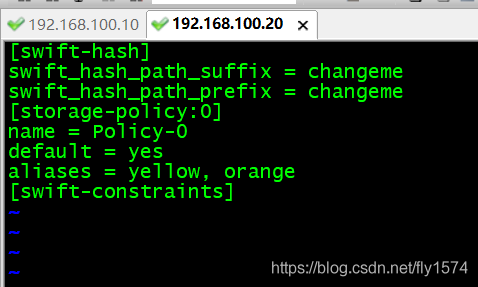 192.168.100.10 192.168.100.20
[swift-hash]
swift_hash_path_suffix = changeme
swift_hash_path_prefix = changeme
[storage-policy:0]
name = Policy-0
default = yes
aliases = yellow, orange
[swift-constraints]
~
~
~
~
https://blog.csdn.net/fly1574